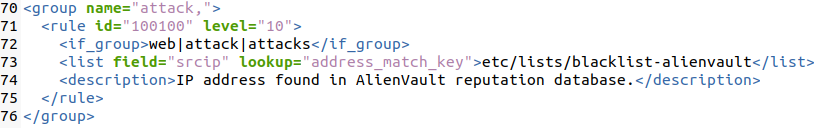 70 <group name="attack,">
71   <rule id="100100" level="10">
72     <if_group>web|attack|attacks</if_group>
73     <list field="srcip" lookup="address_match_key">etc/lists/blacklist-alienvault</list>
74     <description>IP address found in AlienVault reputation database.</description>
75   </rule>
76 </group>